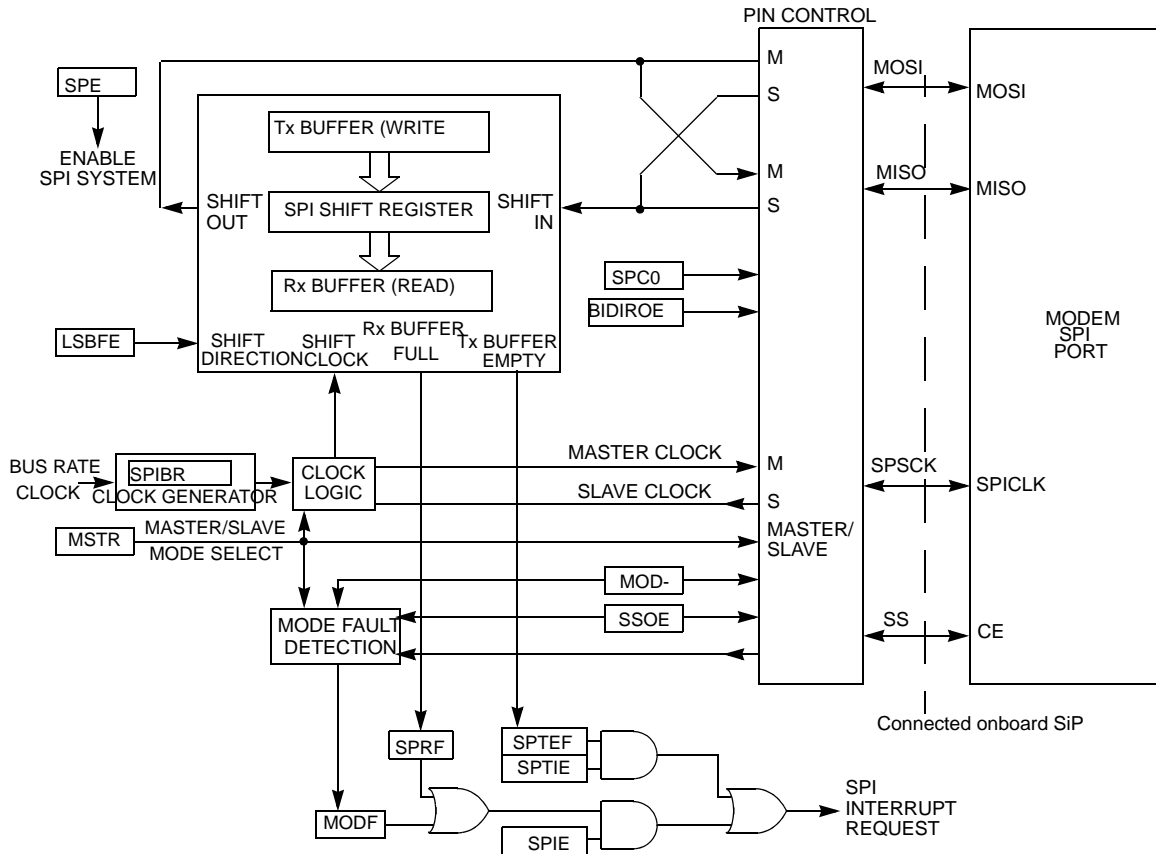 PIN CONTROL
M
MOSI
SPE
S
MOSI
Tx BUFFER (WRITE
ENABLE
SPI SYSTEM
M
MISO
MISO
SHIFT
OUT
SPI SHIFT REGISTER
SHIFT
IN
S
SPC0
Rx BUFFER (READ)
BIDIROE
LSBFE
SHIFT
DIRECTION
SHIFT
CLOCK
Rx BUFFER
FULL
Tx BUFFER
EMPTY
MODEM
SPI
PORT
BUS RATE
CLOCK
SPIBR
CLOCK GENERATOR
CLOCK
LOGIC
MASTER CLOCK
M
SPSCK
SLAVE CLOCK
S
SPICLK
MSTR
MASTER/SLAVE
MODE SELECT
MASTER/
SLAVE
MOD-
MODE FAULT
DETECTION
SSOE
SS
CE
Connected onboard SiP
SPRF
SPTEF
SPTIE
MODF
SPIE
SPI
INTERRUPT
REQUEST